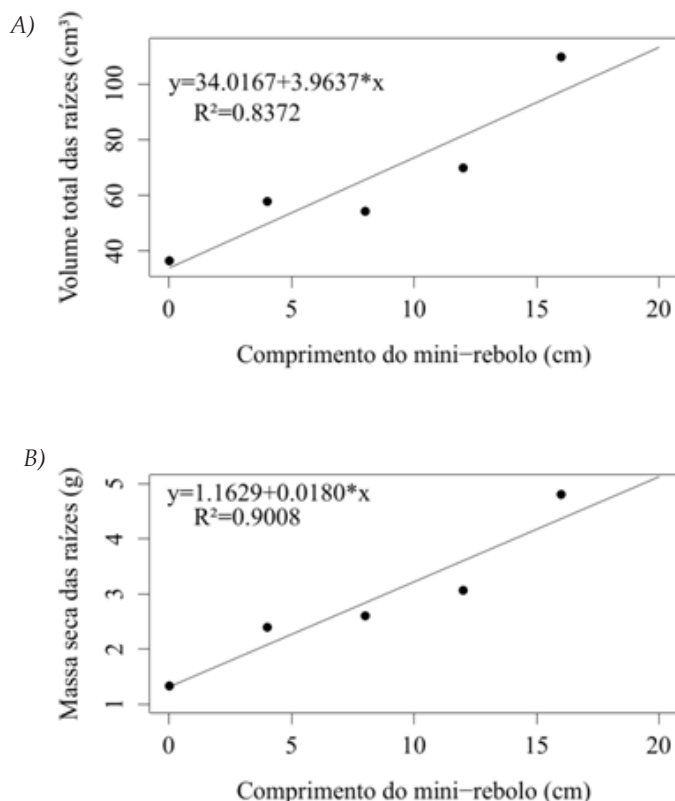 A)
Volume total das raízes (cm³)
100
80
60
40
y=34.0167+3.9637*x
R²=0.8372
0 5 10 15 20
Comprimento do mini−rebolo (cm)
B)
Massa seca das raízes (g)
5
4
3
2
1
y=1.1629+0.0180*x
R²=0.9008
0 5 10 15 20
Comprimento do mini−rebolo (cm)